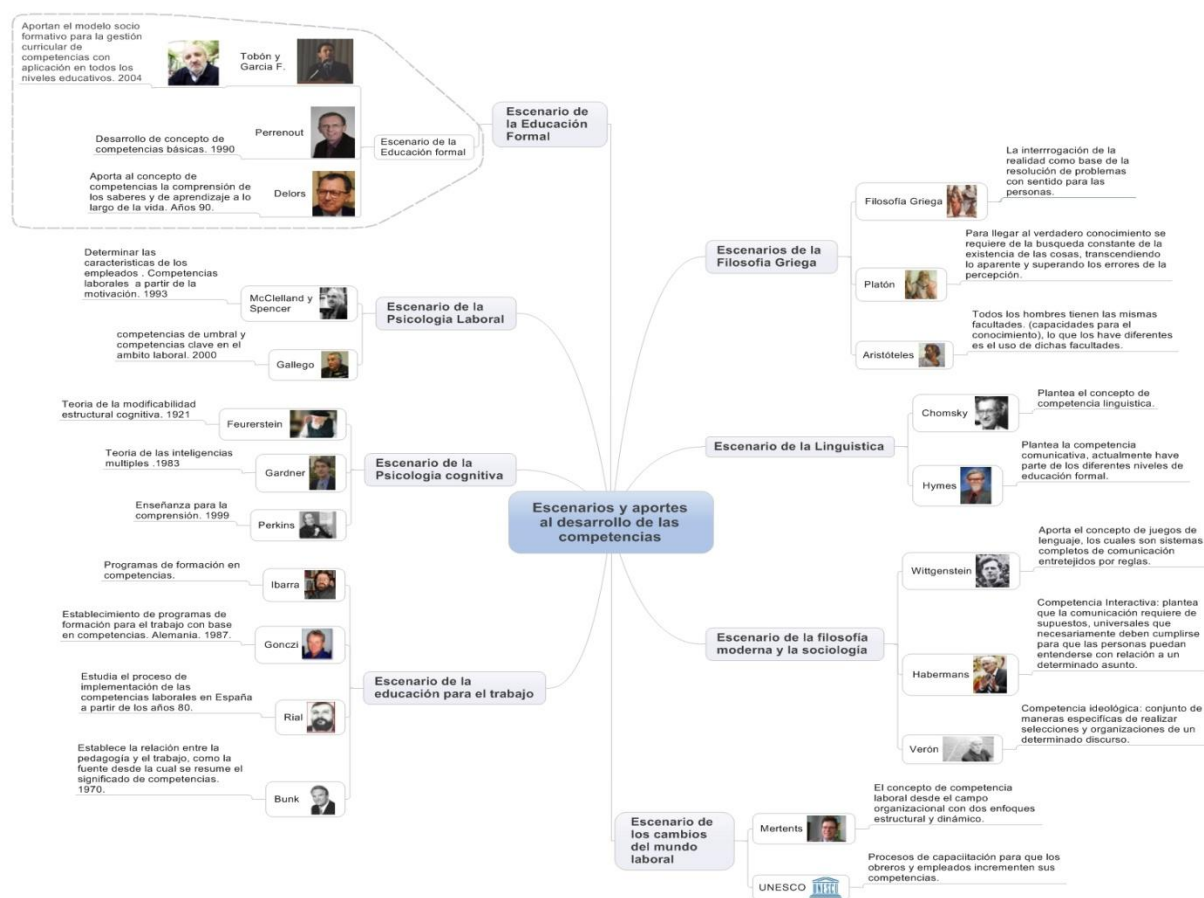 Aportan el modelo socio
formativo para la gestión
curricular de
competencias con
aplicación en todos los
niveles educativos. 2004
Tobón y
Garcia F.
Perrenout
Desarrollo de concepto de
competencias básicas. 1990
Aporta al concepto de
competencias la comprensión de
los saberes y de aprendizaje a lo
largo de la vida. Años 90.
Delors
Escenario de la
Educación formal
Escenario de
la Educación
Formal
Determinar las
caracteristicas de los
empleados . Competencias
laborales a partir de la
motivación. 1993
McClelland y
Spencer
competencias de umbral y
competencias clave en el
ambito laboral. 2000
Gallego
Escenario de la
Psicologia Laboral
Teoria de la modificabilidad
estructural cognitiva. 1921
Feurerstein
Teoria de las inteligencias
multiples .1983
Gardner
Enseñanza para la
comprensión. 1999
Perkins
Escenario de la
Psicologia cognitiva
Programas de formación en
competencias.
Ibarra
Establecimiento de programas de
formación para el trabajo con base
en competencias. Alemania. 1987.
Gonczi
Estudia el proceso de
implementación de las
competencias laborales en España
a partir de los años 80.
Rial
Establece la relación entre la
pedagogía y el trabajo, como la
fuente desde la cual se resume el
significado de competencias.
1970.
Bunk
Escenario de la
educación para el trabajo
Escenarios y aportes
al desarrollo de las
competencias
Escenarios de la
Filosofia Griega
Filosofia Griega
La interrrogación de la
realidad como base de la
resolución de problemas
con sentido para las
personas.
Platón
Para llegar al verdadero conocimiento se
requiere de la busqueda constante de la
existencia de las cosas, transcendiendo
lo aparente y superando los errores de la
percepción.
Aristóteles
Todos los hombres tienen las mismas
facultades. (capacidades para el
conocimiento), lo que los have diferentes
es el uso de dichas facultades.
Escenario de la Linguistica
Chomsky
Plantea el concepto de
competencia linguistica.
Hymes
Plantea la competencia
comunicativa, actualmente have
parte de los diferentes niveles de
educación formal.
Escenario de la filosofía
moderna y la sociología
Wittgenstein
Aporta el concepto de juegos de
lenguaje, los cuales son sistemas
completos de comunicación
entretejidos por reglas.
Habermans
Competencia Interactiva: plantea
que la comunicación requiere de
supuestos, universales que
necesariamente deben cumplirse
para que las personas puedan
entenderse con relación a un
determinado asunto.
Verón
Competencia ideológica: conjunto de
maneras especificas de realizar
selecciones y organizaciones de un
determinado discurso.
Escenario de
los cambios
del mundo
laboral
Mertents
El concepto de competencia
laboral desde el campo
organizacional con dos enfoques
estructural y dinámico.
UNESCO
UNESCO
Procesos de capaciitación para que los
obreros y empleados incrementen sus
competencias.